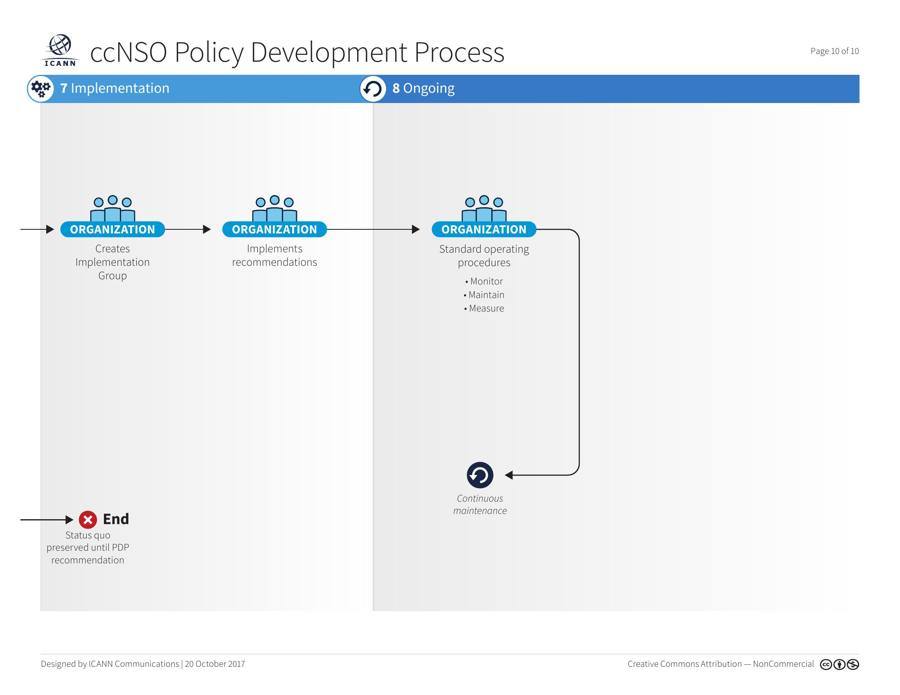 ICANN
ccNSO Policy Development Process
Page 10 of 10
7 Implementation
8 Ongoing
ORGANIZATION
Creates
Implementation
Group
ORGANIZATION
Implements
recommendations
ORGANIZATION
Standard operating
procedures
• Monitor
• Maintain
• Measure
Continuous
maintenance
End
Status quo
preserved until PDP
recommendation
Designed by ICANN Communications | 20 October 2017
Creative Commons Attribution — NonCommercial